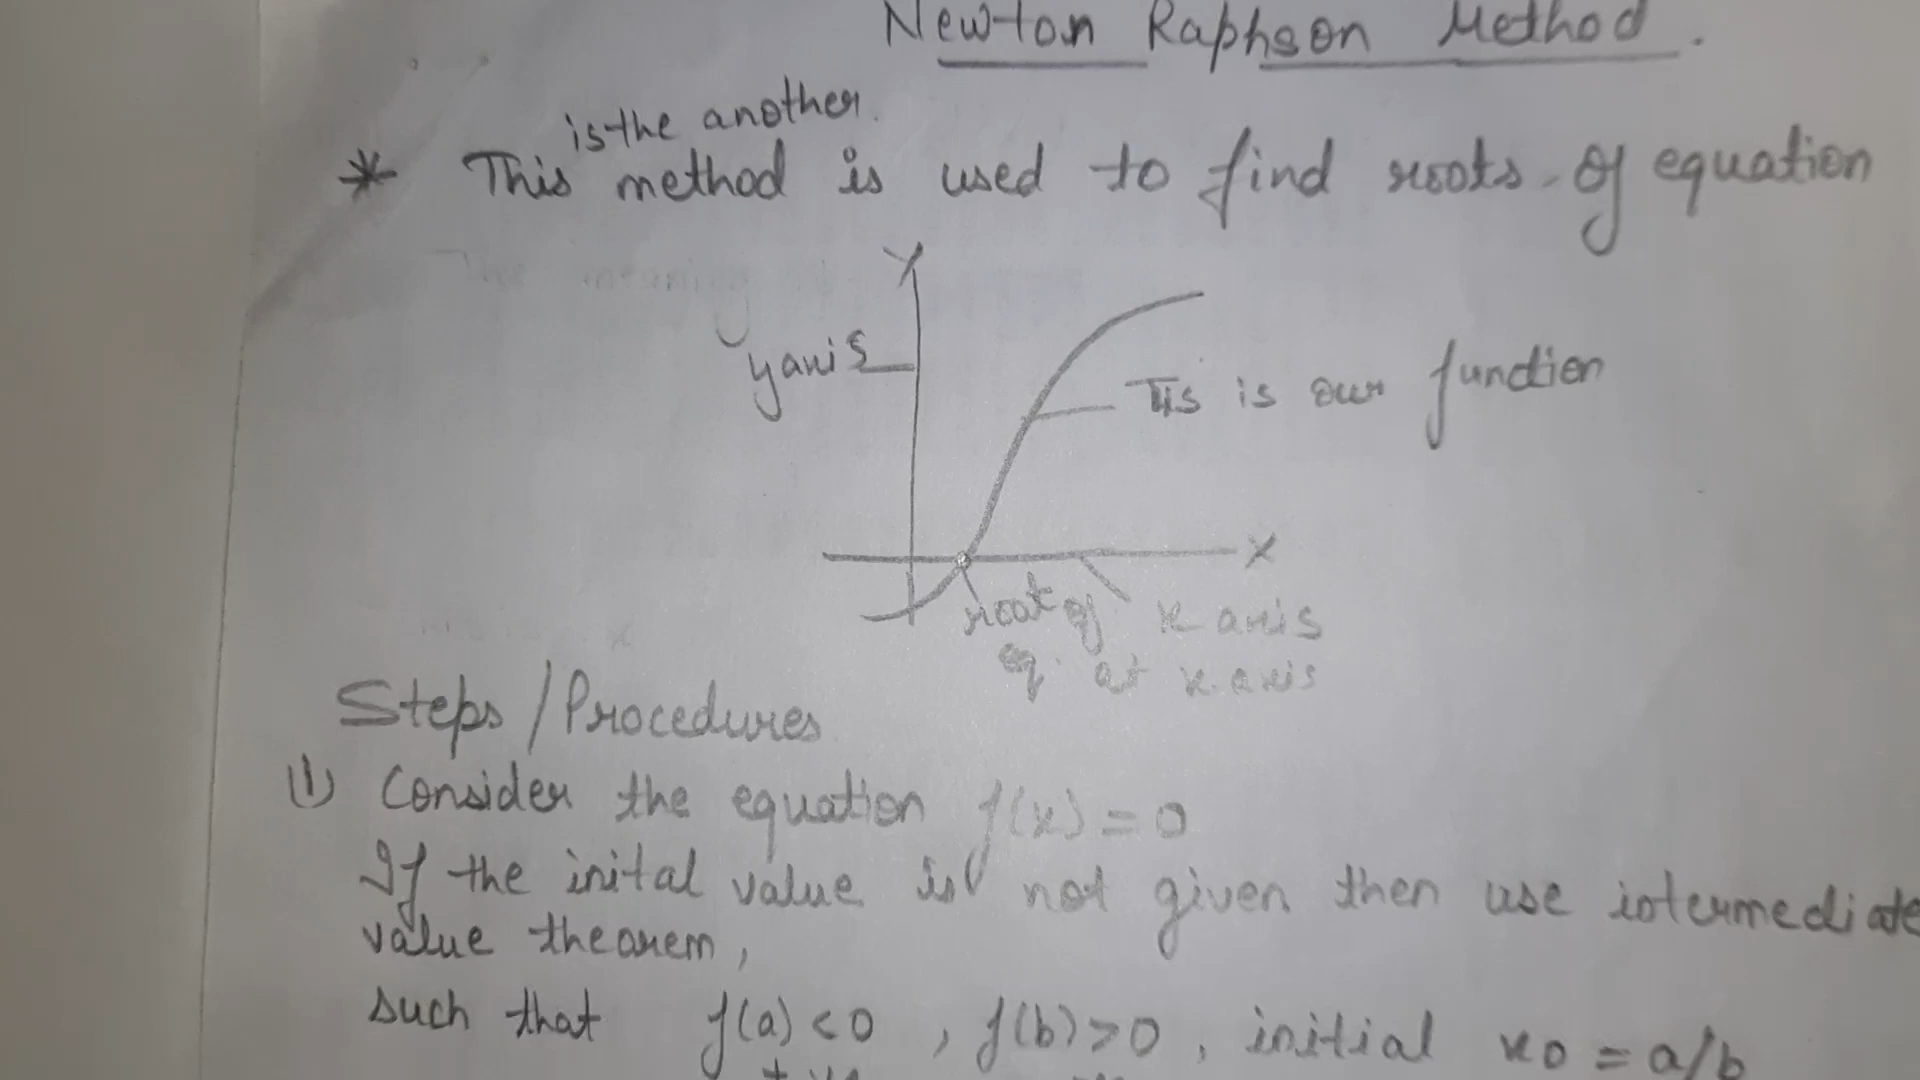 Newton Raphson Method.
is the another.
* This method is used to find roots of equation
Y
y axis
This is our function
X
root of x axis
eq. at x-axis
Steps / Procedures
(1) Consider the equation f(x) = 0
If the inital value is not given then use intermediate
value theorem,
such that f(a) < 0 , f(b) > 0 , initial x0 = a/b